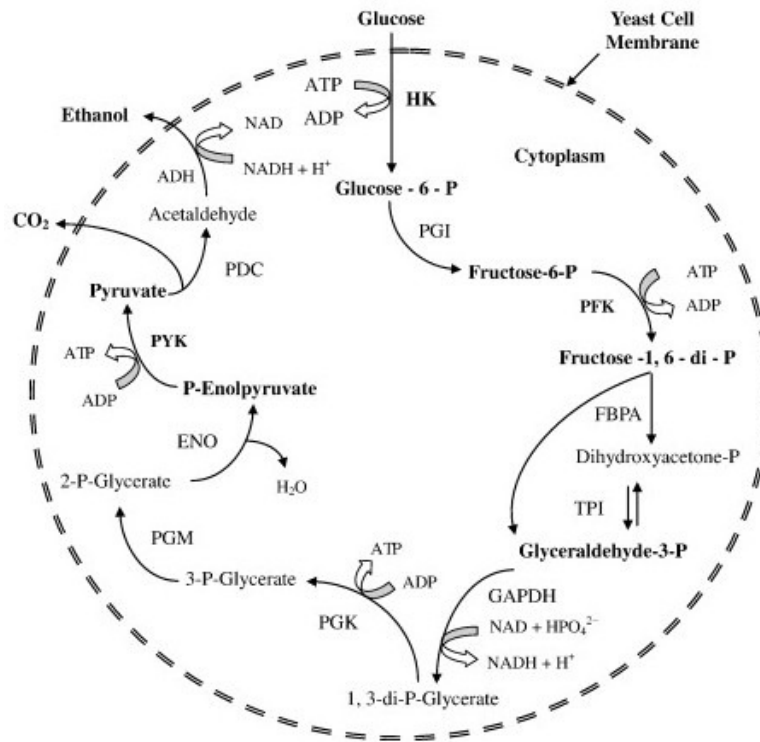 Glucose
Yeast Cell
Membrane
ATP
ADP
HK
Ethanol
NAD
NADH + H⁺
ADH
Cytoplasm
Acetaldehyde
Glucose - 6 - P
CO₂
PGI
PDC
Fructose-6-P
ATP
ADP
PFK
Pyruvate
PYK
ATP
ADP
Fructose -1, 6 - di - P
P-Enolpyruvate
FBPA
ENO
Dihydroxyacetone-P
2-P-Glycerate
H₂O
TPI
Glyceraldehyde-3-P
PGM
ATP
ADP
3-P-Glycerate
GAPDH
PGK
NAD + HPO₄²⁻
NADH + H⁺
1, 3-di-P-Glycerate